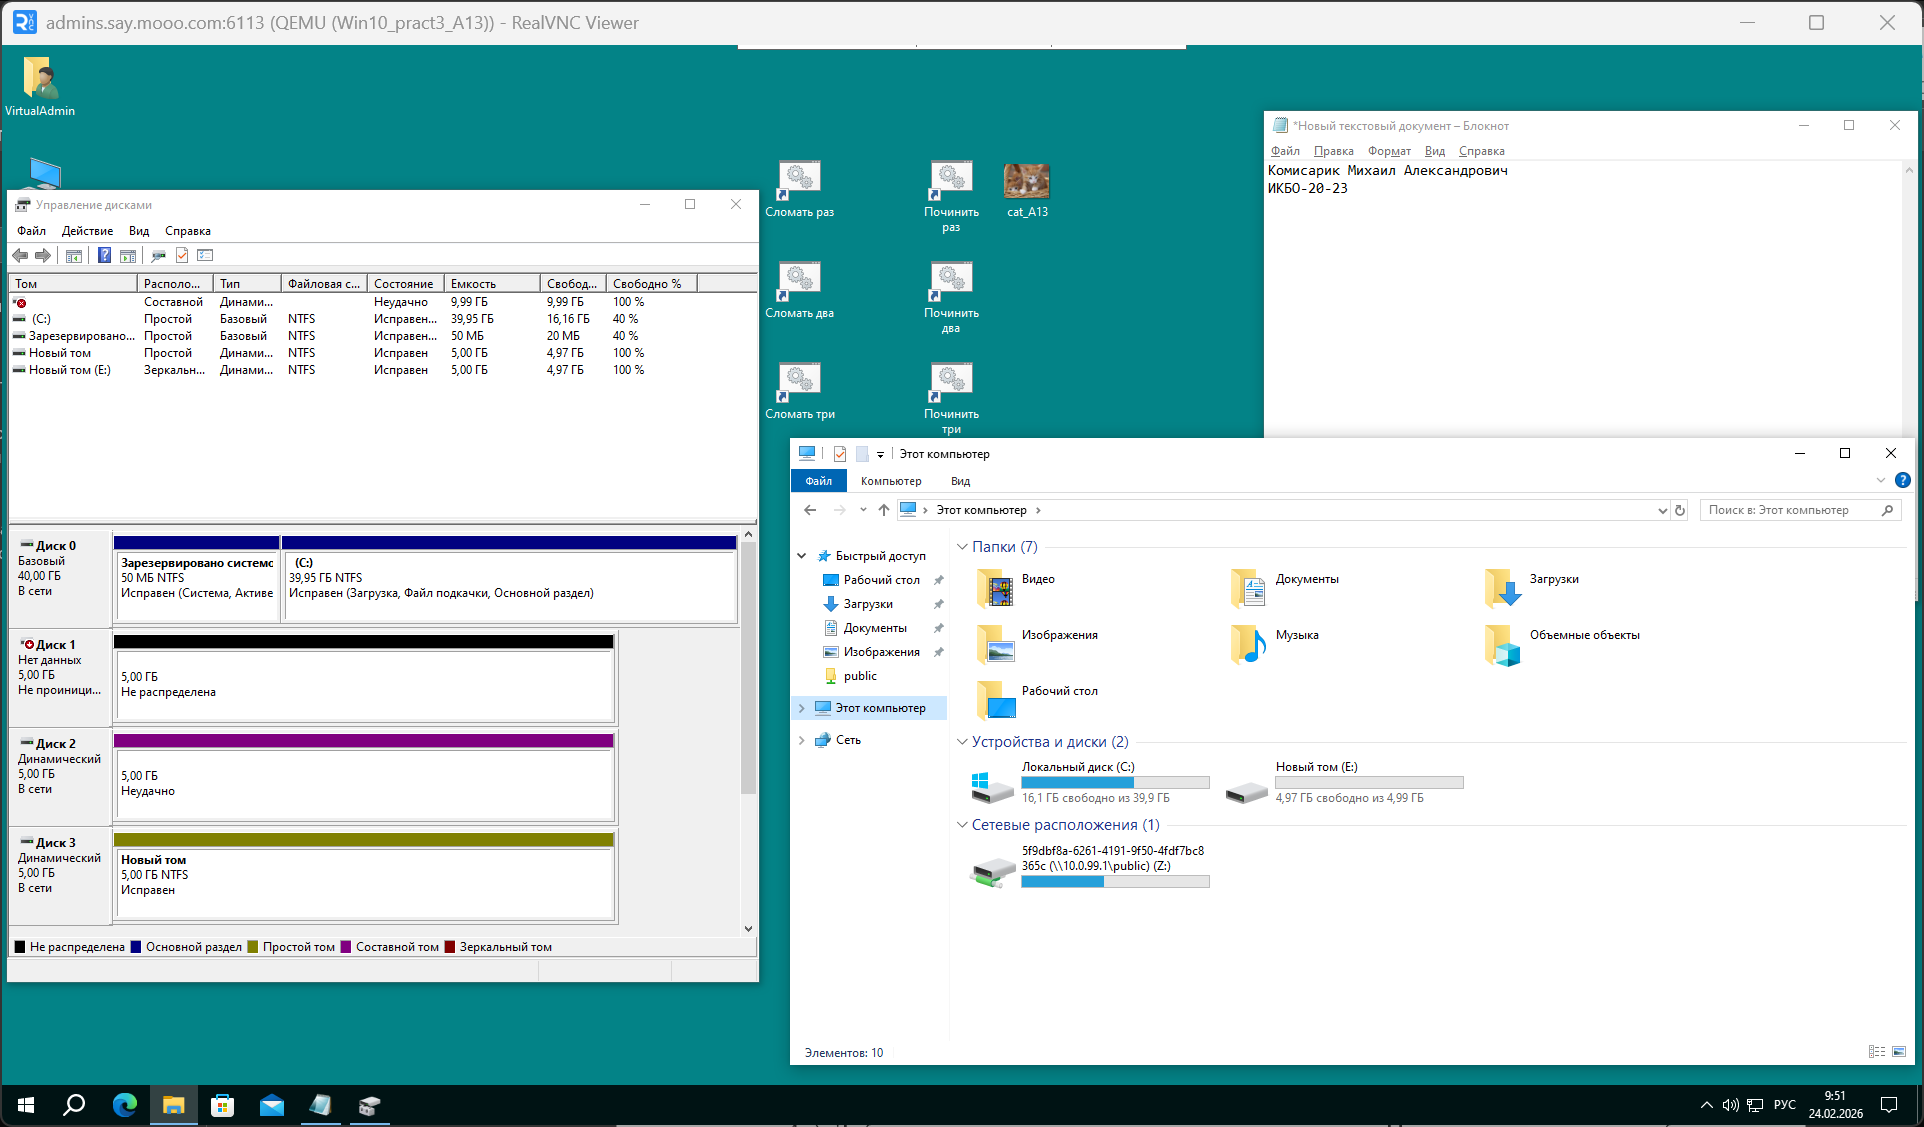 admins.say.mooo.com:6113 (QEMU (Win10_pract3_A13)) - RealVNC Viewer
VirtualAdmin
Сломать раз
Починить раз
cat_A13
Сломать два
Починить два
Сломать три
Починить три
*Новый текстовый документ – Блокнот
Файл Правка Формат Вид Справка
Комисарик Михаил Александрович
ИКБО-20-23
Управление дисками
Файл Действие Вид Справка
Том Располо... Тип Файловая с... Состояние Емкость Свобод... Свободно %
Составной Динами... Неудачно 9,99 ГБ 9,99 ГБ 100 %
(C:) Простой Базовый NTFS Исправен... 39,95 ГБ 16,16 ГБ 40 %
Зарезервировано... Простой Базовый NTFS Исправен... 50 МБ 20 МБ 40 %
Новый том Простой Динами... NTFS Исправен 5,00 ГБ 4,97 ГБ 100 %
Новый том (E:) Зеркальн... Динами... NTFS Исправен 5,00 ГБ 4,97 ГБ 100 %
Диск 0
Базовый
40,00 ГБ
В сети
Зарезервировано системо
50 МБ NTFS
Исправен (Система, Активе
(C:)
39,95 ГБ NTFS
Исправен (Загрузка, Файл подкачки, Основной раздел)
Диск 1
Нет данных
5,00 ГБ
Не проиници...
5,00 ГБ
Не распределена
Диск 2
Динамический
5,00 ГБ
В сети
5,00 ГБ
Неудачно
Диск 3
Динамический
5,00 ГБ
В сети
Новый том
5,00 ГБ NTFS
Исправен
Не распределена Основной раздел Простой том Составной том Зеркальный том
Этот компьютер
Файл Компьютер Вид
Этот компьютер
Поиск в: Этот компьютер
Быстрый доступ
Рабочий стол
Загрузки
Документы
Изображения
public
Этот компьютер
Сеть
Папки (7)
Видео
Документы
Загрузки
Изображения
Музыка
Объемные объекты
Рабочий стол
Устройства и диски (2)
Локальный диск (C:)
16,1 ГБ свободно из 39,9 ГБ
Новый том (E:)
4,97 ГБ свободно из 4,99 ГБ
Сетевые расположения (1)
5f9dbf8a-6261-4191-9f50-4fdf7bc8
365c (\\10.0.99.1\public) (Z:)
Элементов: 10
РУС
9:51
24.02.2026